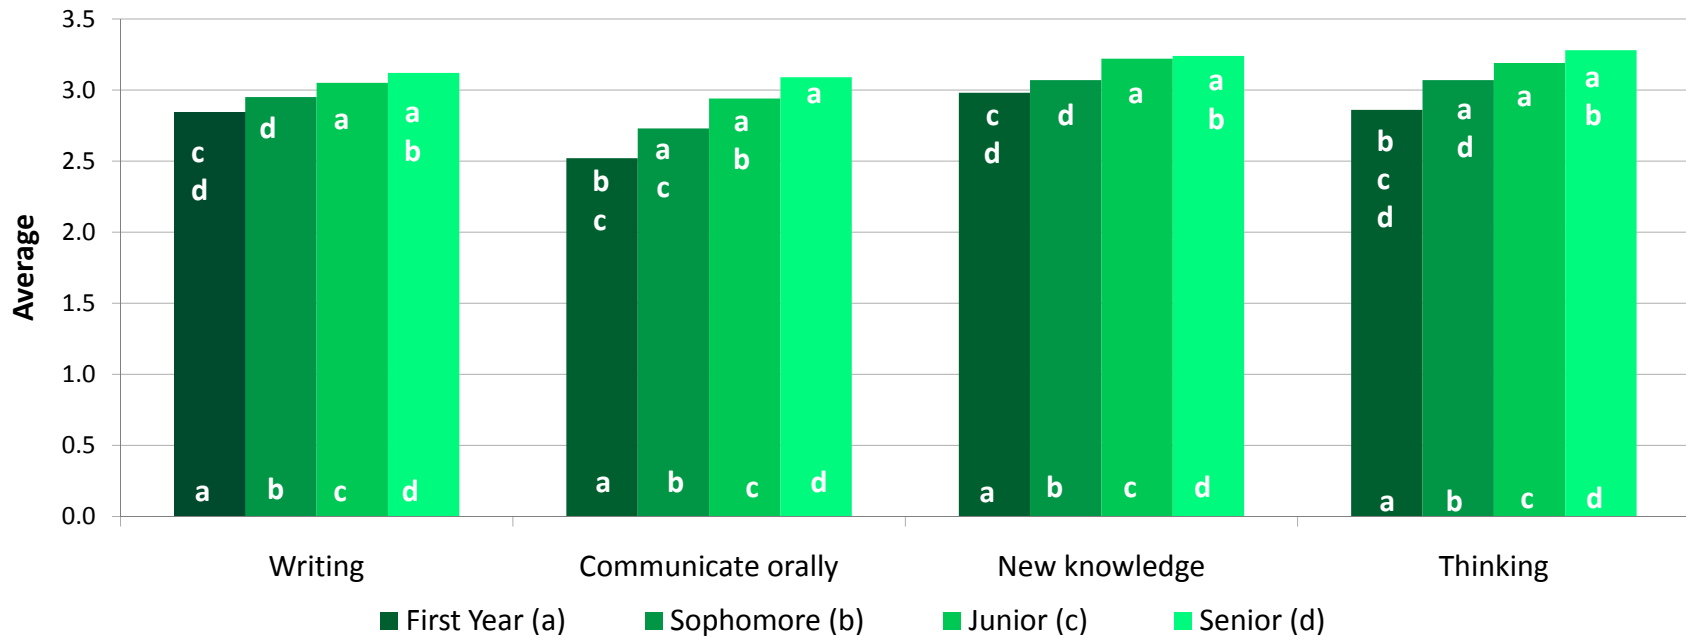 3.5
3.0
2.5
2.0
1.5
1.0
0.5
0.0
Average
c
d
a
d
b
a
c
a
b
d
b
c
a
a
c
b
a
b
c
a
d
c
d
a
d
b
a
c
a
b
d
b
c
d
a
a
d
b
a
c
a
b
d
Writing
Communicate orally
New knowledge
Thinking
First Year (a)
Sophomore (b)
Junior (c)
Senior (d)